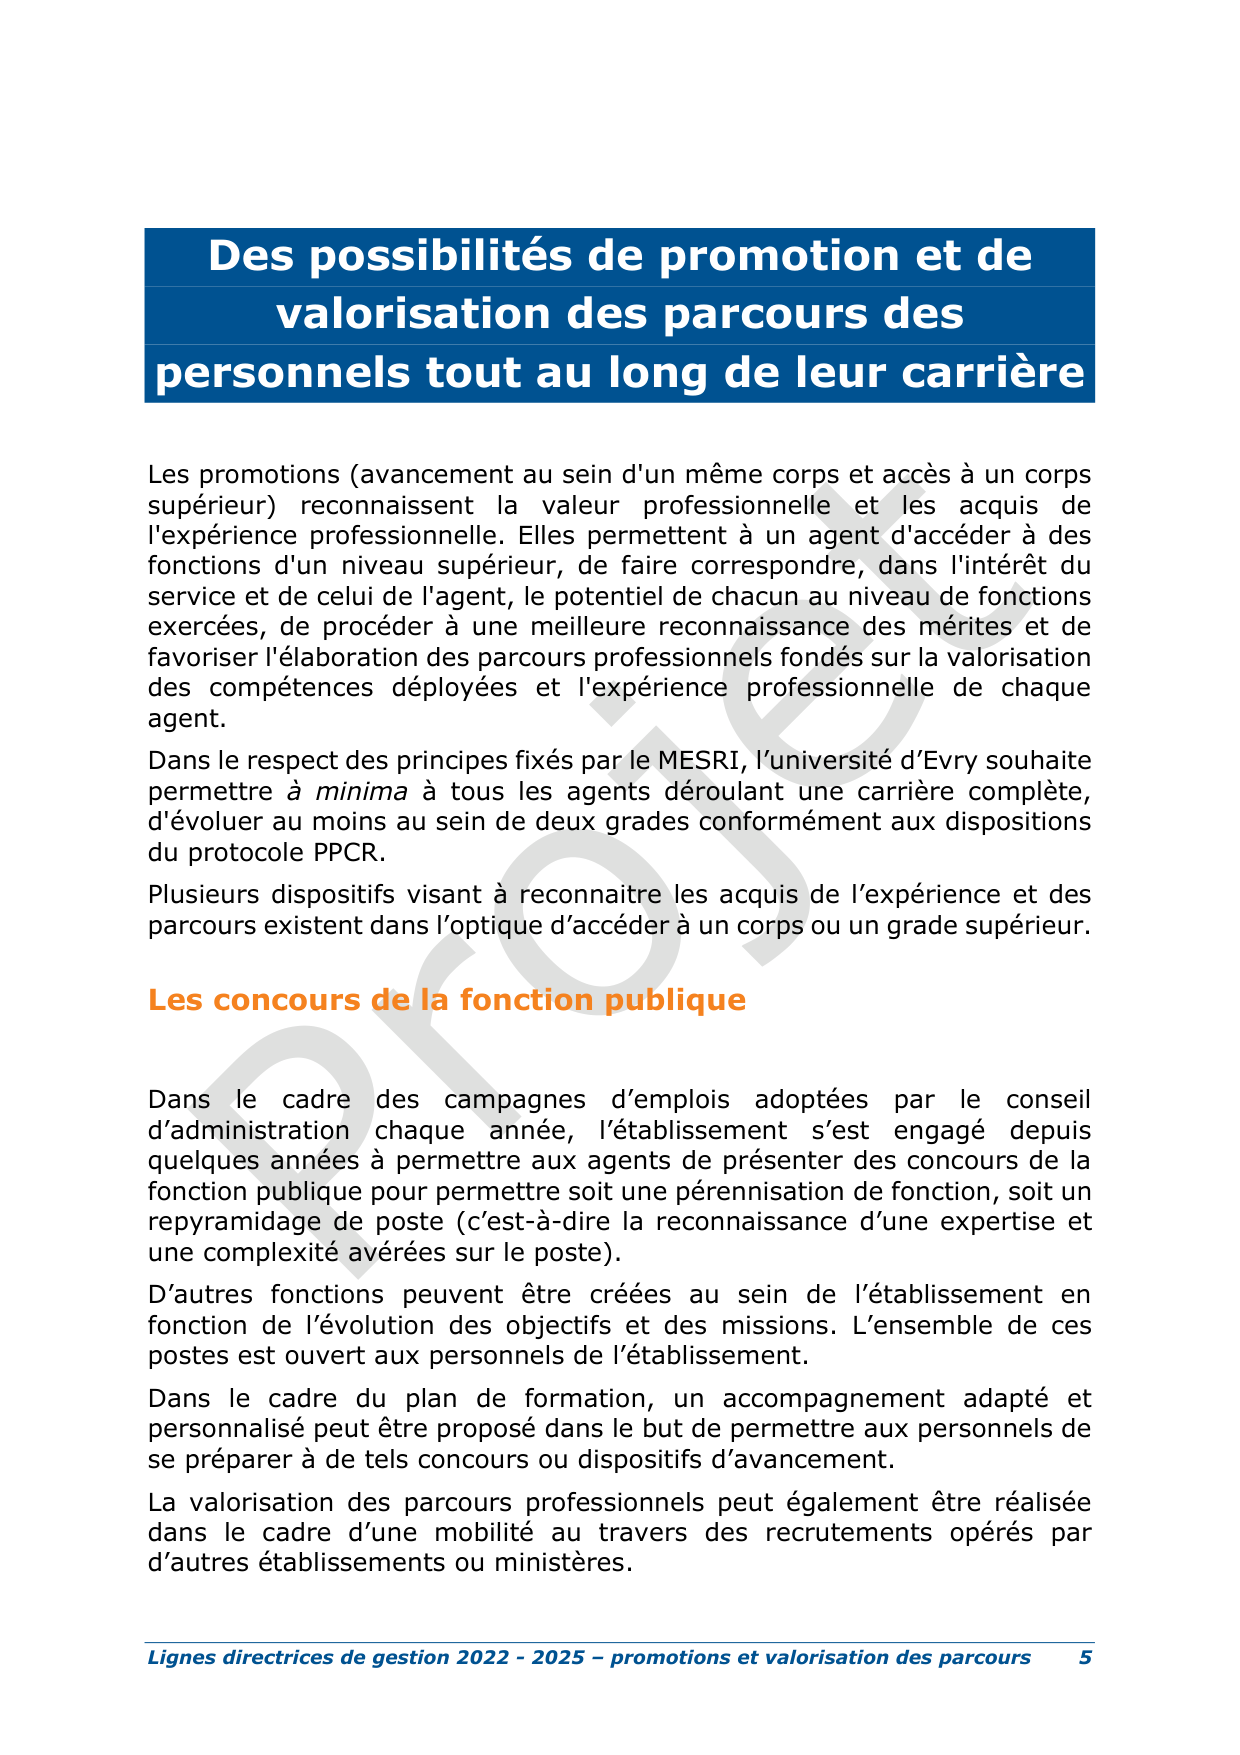 Des possibilités de promotion et de
valorisation des parcours des
personnels tout au long de leur carrière
Les promotions (avancement au sein d'un même corps et accès à un corps
supérieur) reconnaissent la valeur professionnelle et les acquis de
l'expérience professionnelle. Elles permettent à un agent d'accéder à des
fonctions d'un niveau supérieur, de faire correspondre, dans l'intérêt du
service et de celui de l'agent, le potentiel de chacun au niveau de fonctions
exercées, de procéder à une meilleure reconnaissance des mérites et de
favoriser l'élaboration des parcours professionnels fondés sur la valorisation
des compétences déployées et l'expérience professionnelle de chaque
agent.
Dans le respect des principes fixés par le MESRI, l’université d’Evry souhaite
permettre à minima à tous les agents déroulant une carrière complète,
d'évoluer au moins au sein de deux grades conformément aux dispositions
du protocole PPCR.
Plusieurs dispositifs visant à reconnaitre les acquis de l’expérience et des
parcours existent dans l’optique d’accéder à un corps ou un grade supérieur.
Les concours de la fonction publique
Dans le cadre des campagnes d’emplois adoptées par le conseil
d’administration chaque année, l’établissement s’est engagé depuis
quelques années à permettre aux agents de présenter des concours de la
fonction publique pour permettre soit une pérennisation de fonction, soit un
repyramidage de poste (c’est-à-dire la reconnaissance d’une expertise et
une complexité avérées sur le poste).
D’autres fonctions peuvent être créées au sein de l’établissement en
fonction de l’évolution des objectifs et des missions. L’ensemble de ces
postes est ouvert aux personnels de l’établissement.
Dans le cadre du plan de formation, un accompagnement adapté et
personnalisé peut être proposé dans le but de permettre aux personnels de
se préparer à de tels concours ou dispositifs d’avancement.
La valorisation des parcours professionnels peut également être réalisée
dans le cadre d’une mobilité au travers des recrutements opérés par
d’autres établissements ou ministères.
Lignes directrices de gestion 2022 - 2025 – promotions et valorisation des parcours 5
Projet